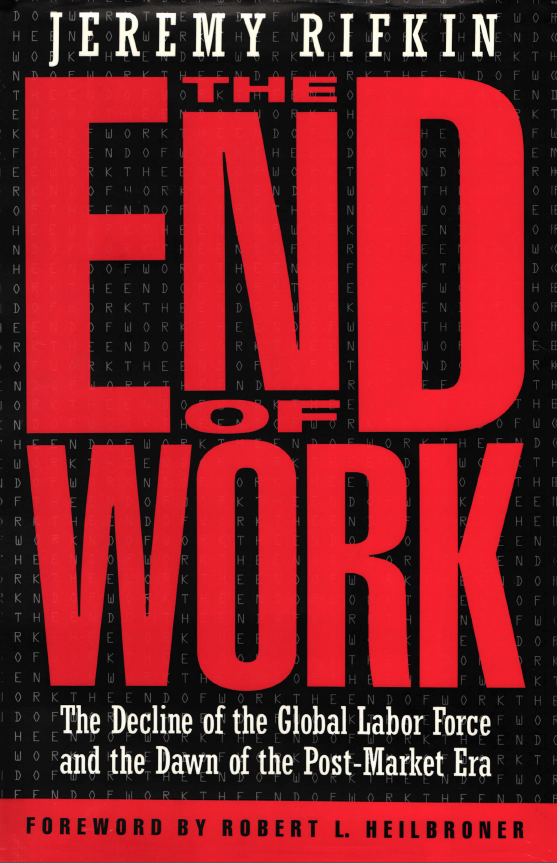 JEREMY RIFKIN
THE
END
OF
WORK
The Decline of the Global Labor Force
and the Dawn of the Post-Market Era
FOREWORD BY ROBERT L. HEILBRONER